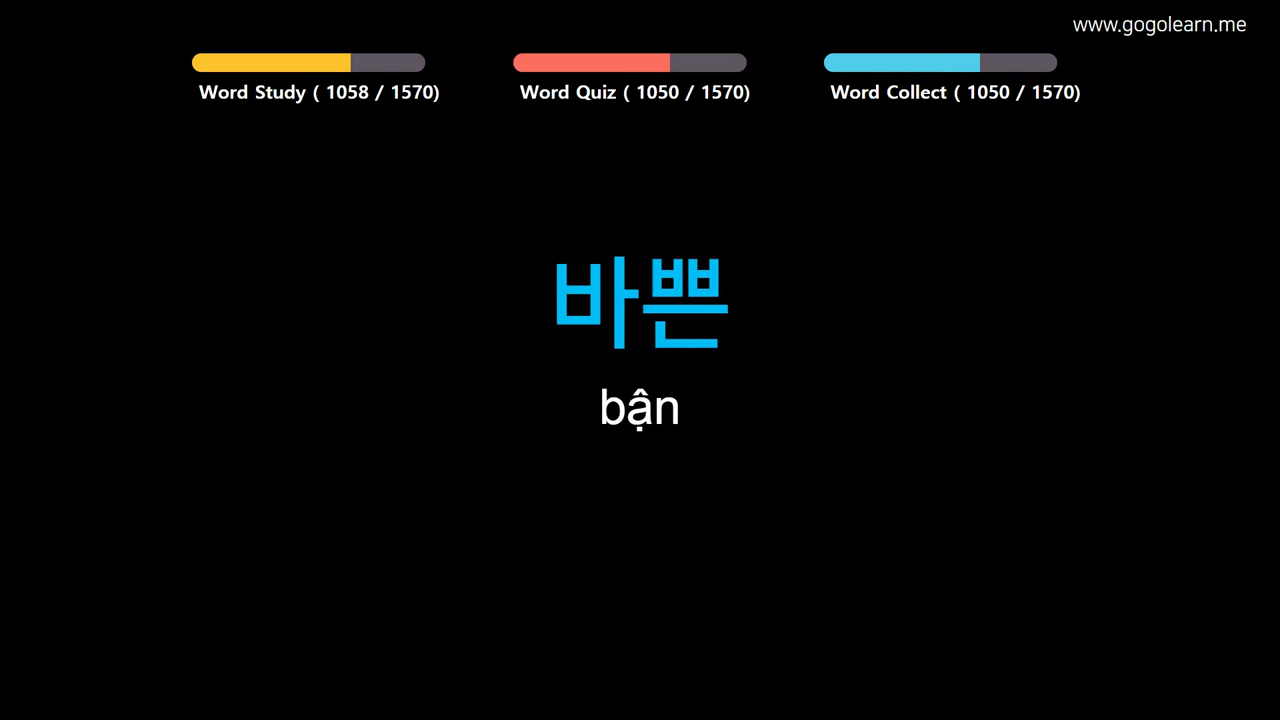 www.gogolearn.me
Word Study ( 1058 / 1570)
Word Quiz ( 1050 / 1570)
Word Collect ( 1050 / 1570)
바쁜
bận